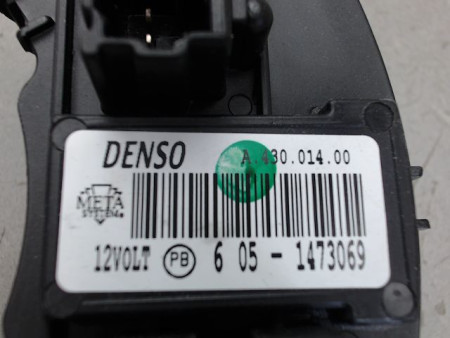 DENSO
A.430.014.00
META
SYSTEM
12VOLT PB 6 05 - 1473069